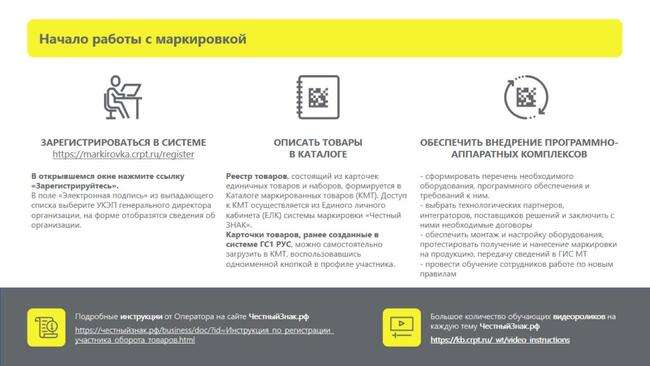 Начало работы с маркировкой
ЗАРЕГИСТРИРОВАТЬСЯ В СИСТЕМЕ
https://markirovka.crpt.ru/register
В открывшемся окне нажмите ссылку
«Зарегистрируйтесь».
В поле «Электронная подпись» из выпадающего
списка выберите УКЭП генерального директора
организации, на форме отобразятся сведения об
организации.
ОПИСАТЬ ТОВАРЫ
В КАТАЛОГЕ
Реестр товаров, состоящий из карточек
единичных товаров и наборов, формируется в
Каталоге маркированных товаров (КМТ). Доступ
к КМТ осуществляется из Единого личного
кабинета (ЕЛК) системы маркировки «Честный
ЗНАК».
Карточки товаров, ранее созданные в
системе ГС1 РУС, можно самостоятельно
загрузить в КМТ, воспользовавшись
одноименной кнопкой в профиле участника.
ОБЕСПЕЧИТЬ ВНЕДРЕНИЕ ПРОГРАММНО-
АППАРАТНЫХ КОМПЛЕКСОВ
- сформировать перечень необходимого
оборудования, программного обеспечения и
требований к ним.
- выбрать технологических партнеров,
интеграторов, поставщиков решений и заключить с
ними необходимые договоры
- обеспечить монтаж и настройку оборудования,
протестировать получение и нанесение маркировки
на продукцию, передачу сведений в ГИС МТ
- провести обучение сотрудников работе по новым
правилам
Подробные инструкции от Оператора на сайте ЧестныйЗнак.рф
https://честныйзнак.рф/business/doc/?id=Инструкция_по_регистрации_
участника_оборота_товаров.html
Большое количество обучающих видеороликов на
каждую тему ЧестныйЗнак.рф
https://kb.crpt.ru/_wt/video_instructions